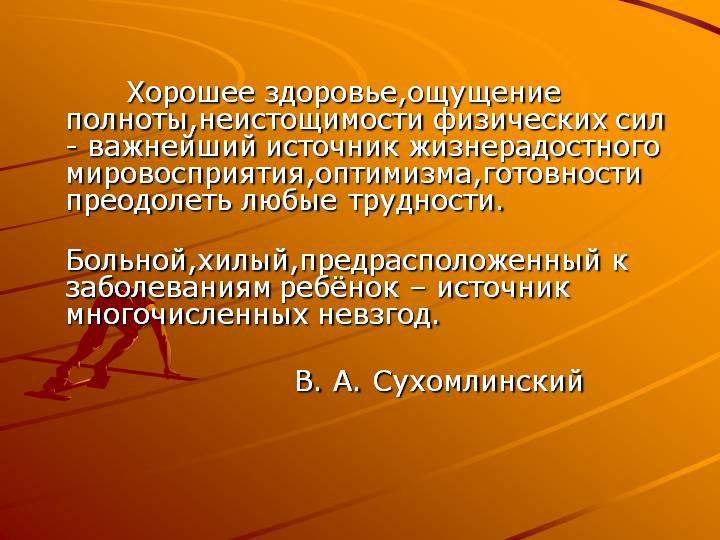 Хорошее здоровье,ощущение
полноты,неистощимости физических сил
- важнейший источник жизнерадостного
мировосприятия,оптимизма,готовности
преодолеть любые трудности.
Больной,хилый,предрасположенный к
заболеваниям ребёнок – источник
многочисленных невзгод.
В. А. Сухомлинский